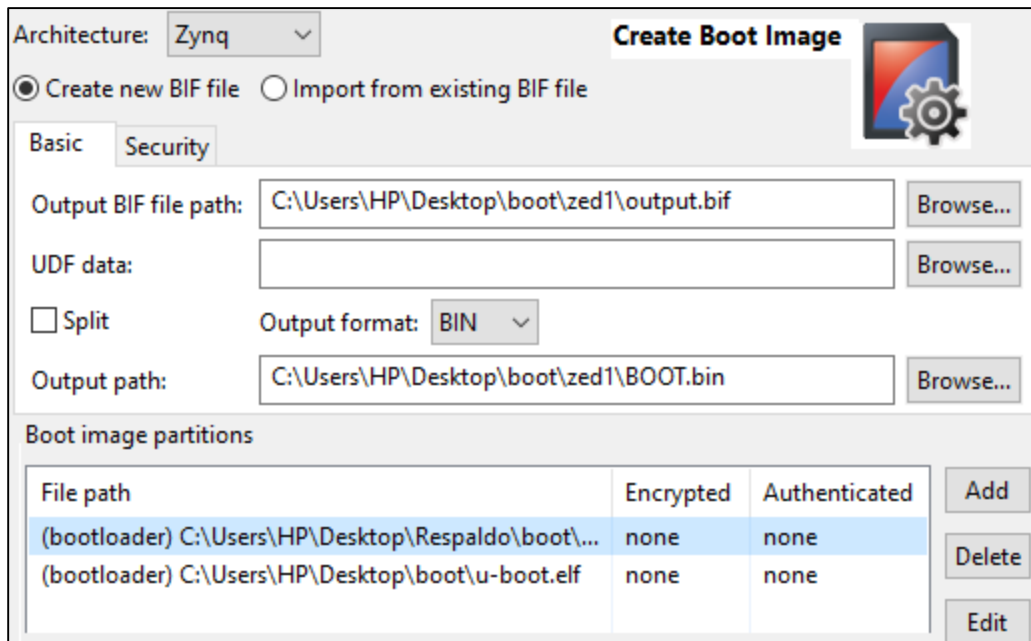 Architecture: Zynq Create Boot Image
Create new BIF file Import from existing BIF file
Basic Security
Output BIF file path: C:\Users\HP\Desktop\boot\zed1\output.bif Browse...
UDF data: Browse...
Split Output format: BIN
Output path: C:\Users\HP\Desktop\boot\zed1\BOOT.bin Browse...
Boot image partitions
File path Encrypted Authenticated Add
(bootloader) C:\Users\HP\Desktop\Respaldo\boot\... none none
Delete
(bootloader) C:\Users\HP\Desktop\boot\u-boot.elf none none
Edit